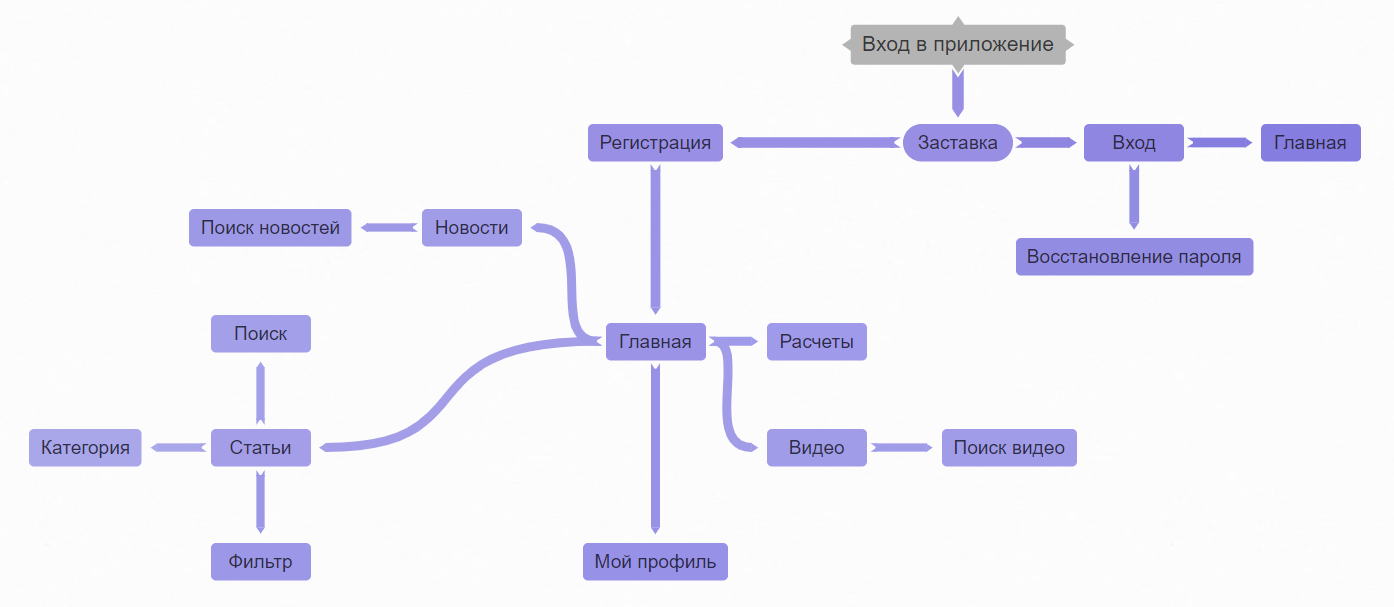 Вход в приложение
Регистрация
Заставка
Вход
Главная
Поиск новостей
Новости
Восстановление пароля
Поиск
Главная
Расчеты
Категория
Статьи
Видео
Поиск видео
Фильтр
Мой профиль